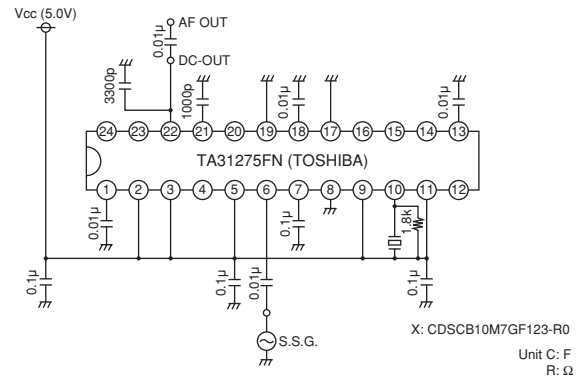 Vcc (5.0V)
AF OUT
0.01μ
DC-OUT
3300p
1000p
0.01μ
0.01μ
24 23 22 21 20 19 18 17 16 15 14 13
TA31275FN (TOSHIBA)
1 2 3 4 5 6 7 8 9 10 11 12
0.01μ
0.1μ
1.8k
0.1μ
0.1μ
0.01μ
0.1μ
S.S.G.
X: CDSCB10M7GF123-R0
Unit C: F
R: Ω